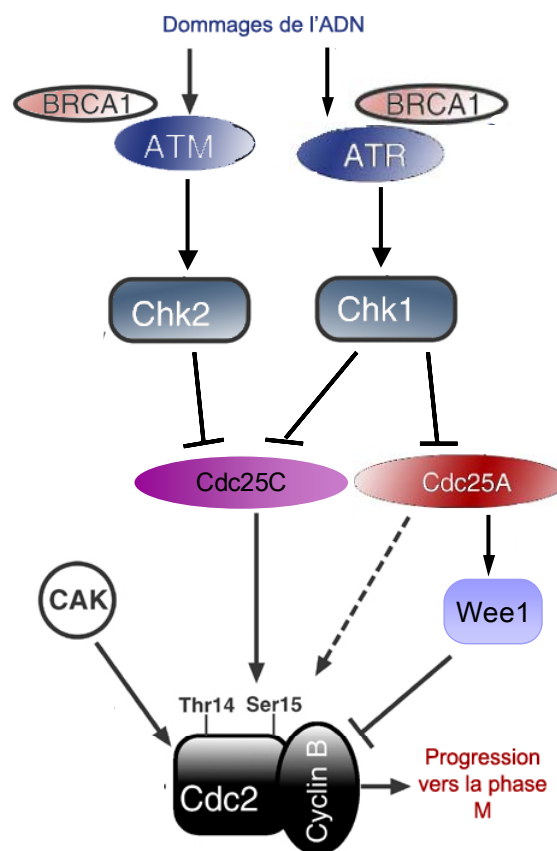 Dommages de l'ADN
BRCA1
BRCA1
ATM
ATR
Chk2
Chk1
Cdc25C
Cdc25A
CAK
Wee1
Thr14 Ser15
Cdc2
Cyclin B
Progression
vers la phase
M